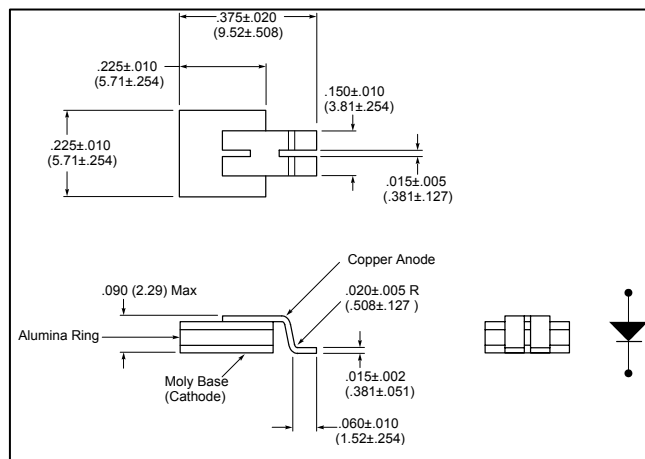 .375±.020
(9.52±.508)
.225±.010
(5.71±.254)
.150±.010
(3.81±.254)
.225±.010
(5.71±.254)
.015±.005
(.381±.127)
Copper Anode
.090 (2.29) Max
.020±.005 R
(.508±.127 )
Alumina Ring
Moly Base
(Cathode)
.015±.002
(.381±.051)
.060±.010
(1.52±.254)